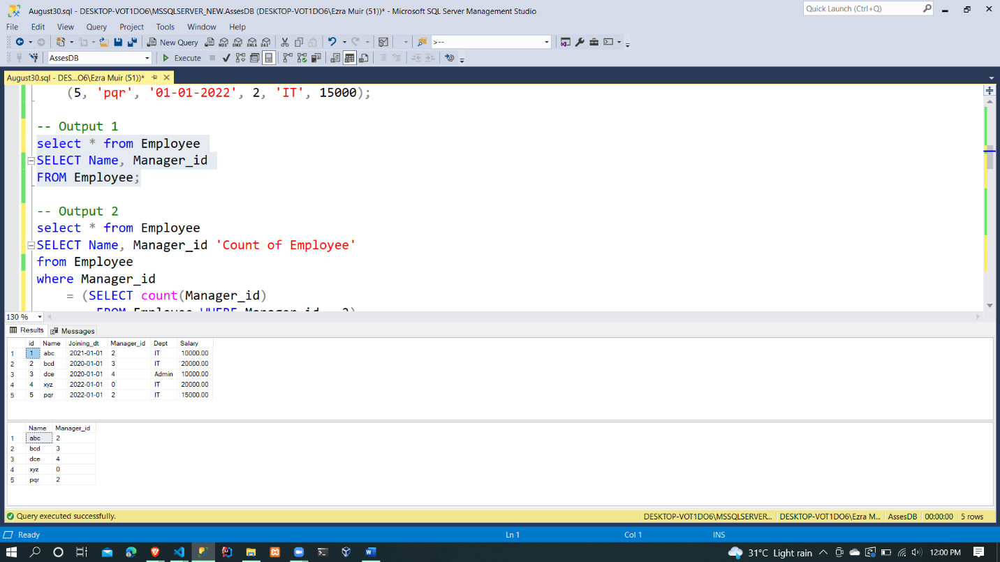 August30.sql - DESKTOP-VOT1DO6\MSSQLSERVER_NEW.AssesDB (DESKTOP-VOT1DO6\Ezra Muir (51))* - Microsoft SQL Server Management Studio
Quick Launch (Ctrl+Q)
File Edit View Query Project Tools Window Help
New Query
>--
AssesDB
Execute
August30.sql - DES...O6\Ezra Muir (51))*
(5, 'pqr', '01-01-2022', 2, 'IT', 15000);
-- Output 1
select * from Employee
SELECT Name, Manager_id
FROM Employee;
-- Output 2
select * from Employee
SELECT Name, Manager_id 'Count of Employee'
from Employee
where Manager_id
= (SELECT count(Manager_id)
FROM Employee WHERE Manager_id
130 %
Results Messages
id Name Joining_dt Manager_id Dept Salary
1 1 abc 2021-01-01 2 IT 10000.00
2 2 bcd 2020-01-01 3 IT 20000.00
3 3 dce 2020-01-01 4 Admin 10000.00
4 4 xyz 2022-01-01 0 IT 20000.00
5 5 pqr 2022-01-01 2 IT 15000.00
Name Manager_id
1 abc 2
2 bcd 3
3 dce 4
4 xyz 0
5 pqr 2
Query executed successfully.
DESKTOP-VOT1DO6\MSSQLSERVER... DESKTOP-VOT1DO6\Ezra M... AssesDB 00:00:00 5 rows
Ready Ln 1 Col 1 INS
31°C Light rain 12:00 PM